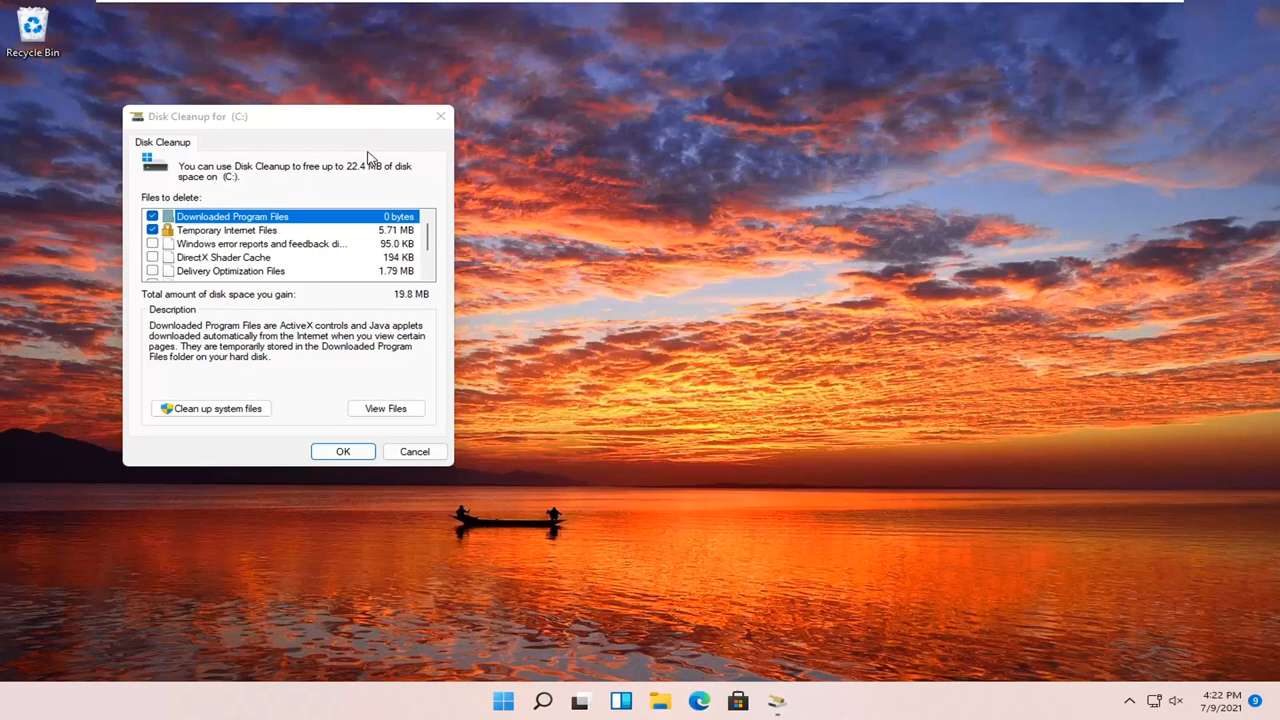 Recycle Bin
Disk Cleanup for (C:)
Disk Cleanup
You can use Disk Cleanup to free up to 22.4 MB of disk
space on (C:).
Files to delete:
Downloaded Program Files 0 bytes
Temporary Internet Files 5.71 MB
Windows error reports and feedback di... 95.0 KB
DirectX Shader Cache 194 KB
Delivery Optimization Files 1.79 MB
Total amount of disk space you gain: 19.8 MB
Description
Downloaded Program Files are ActiveX controls and Java applets
downloaded automatically from the Internet when you view certain
pages. They are temporarily stored in the Downloaded Program
Files folder on your hard disk.
Clean up system files View Files
OK Cancel
4:22 PM
7/9/2021
9